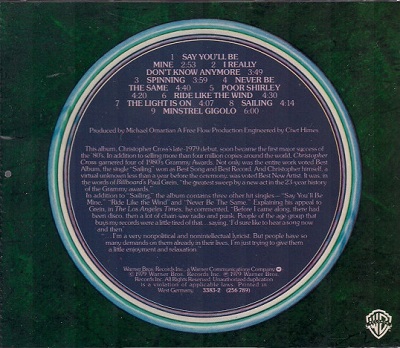 1 SAY YOU'LL BE
MINE 2:53 2 I REALLY
DON'T KNOW ANYMORE 3:49
3 SPINNING 3:59 4 NEVER BE
THE SAME 4:40 5 POOR SHIRLEY
4:20 6 RIDE LIKE THE WIND 4:30
7 THE LIGHT IS ON 4:07 8 SAILING 4:14
9 MINSTREL GIGOLO 6:00
Produced by Michael Omartian A Free Flow Production Engineered by Chet Himes
This album, Christopher Cross's late-1979 debut, soon became the first major success of
the '80's. In addition to selling more than four million copies around the world, Christopher
Cross garnered four of 1980's Grammy Awards. Not only was the entire work voted Best
Album, the single "Sailing" won as Best Song and Best Record. And Christopher himself, a
virtual unknown less than a year before the ceremony, was voted Best New Artist. It was, in
the words of Billboard's Paul Grein, "the greatest sweep by a new act in the 23-year history
of the Grammy awards."
In addition to "Sailing," the album contains three other hit singles—"Say You'll Be
Mine," "Ride Like the Wind" and "Never Be The Same." Explaining his appeal to
Grein, in The Los Angeles Times, he commented, "Before I came along, there had
been disco, then a lot of chain-saw radio and punk. People of the age group that
buys my records were a little tired of that... saying, 'I'd sure like to hear something new
and then'
"I'm a very nonpolitical and nonintellectual lyricist. But people have so
many demands on them already in their lives. I'm just trying to give them
a little enjoyment and relaxation."
Warner Bros. Records Inc. a Warner Communications Company
© 1979 Warner Bros. Records Inc. ℗ 1979 Warner Bros.
Records Inc. All Rights Reserved. Unauthorized duplication
is a violation of applicable laws. Printed in
West Germany. 3383-2 (256 789)